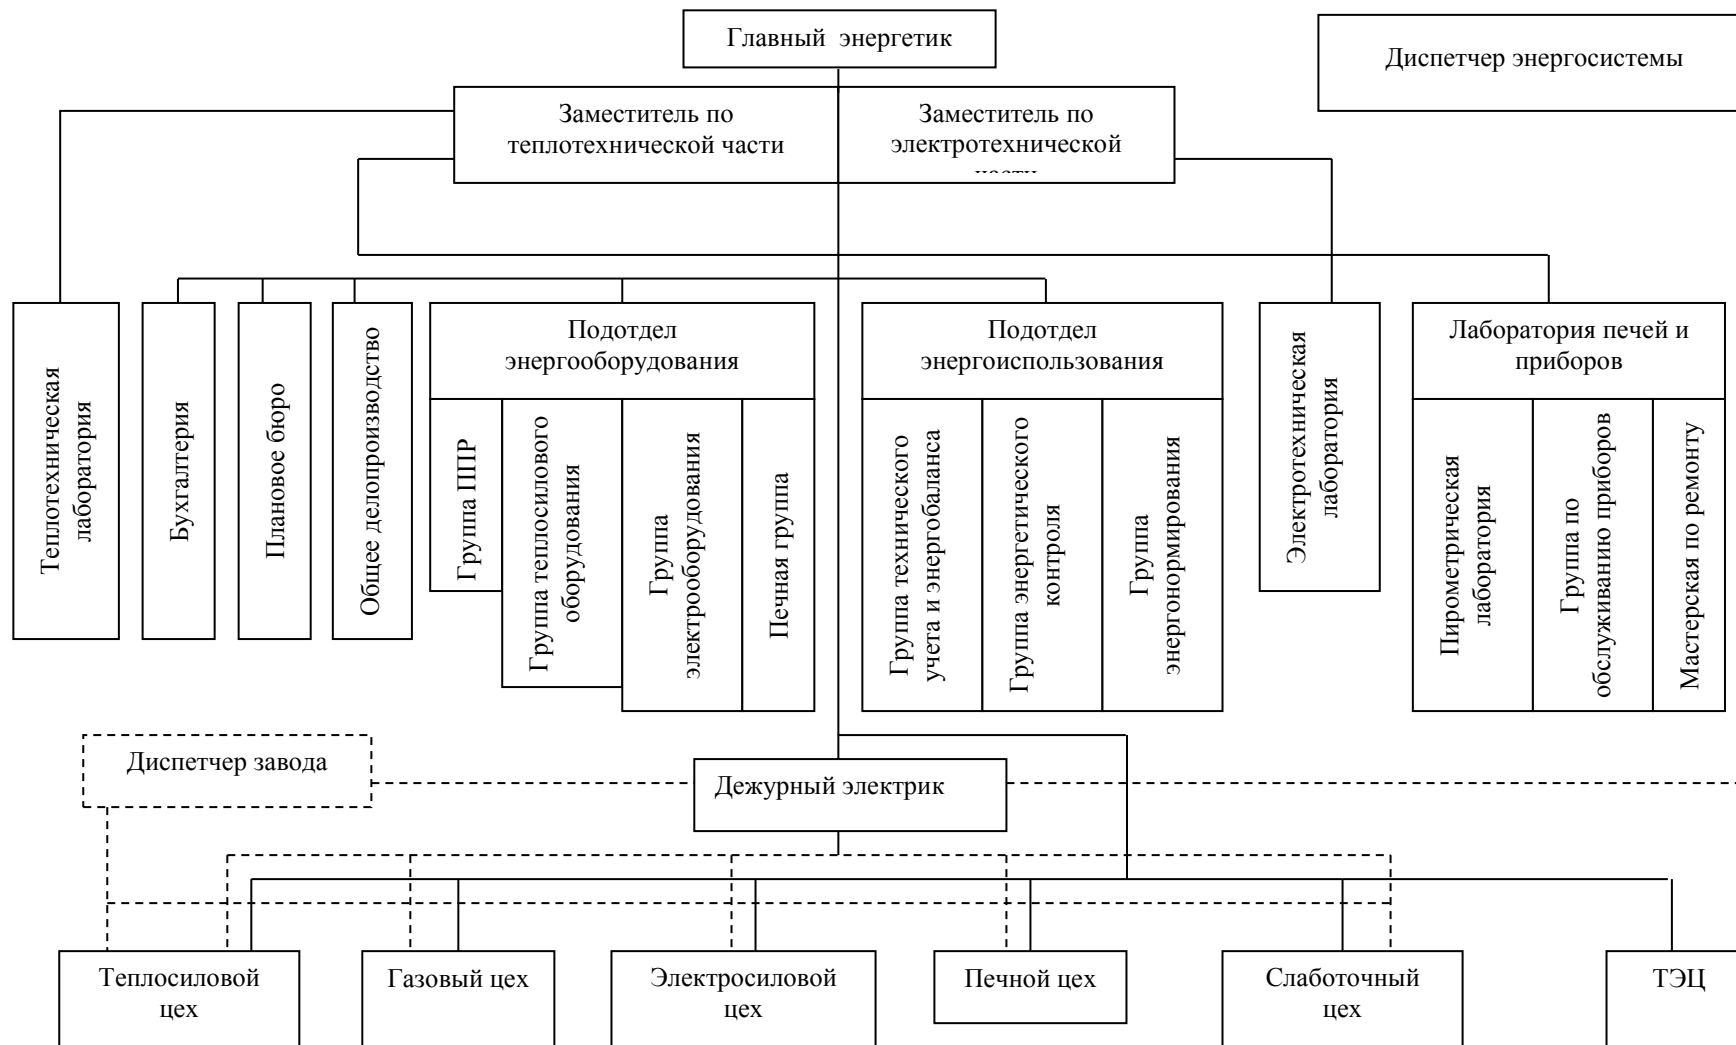 Главный энергетик
Диспетчер энергосистемы
Заместитель по
теплотехнической части
Заместитель по
электротехнической
части
Теплотехническая
лаборатория
Бухгалтерия
Плановое бюро
Общее делопроизводство
Подотдел
энергооборудования
Группа ППР
Группа теплосилового
оборудования
Группа
электрооборудования
Печная группа
Подотдел
энергоиспользования
Группа технического
учета и энергобаланса
Группа энергетического
контроля
Группа
энергонормирования
Электротехническая
лаборатория
Лаборатория печей и
приборов
Пирометрическая
лаборатория
Группа по
обслуживанию приборов
Мастерская по ремонту
Диспетчер завода
Дежурный электрик
Теплосиловой
цех
Газовый цех
Электросиловой
цех
Печной цех
Слаботочный
цех
ТЭЦ